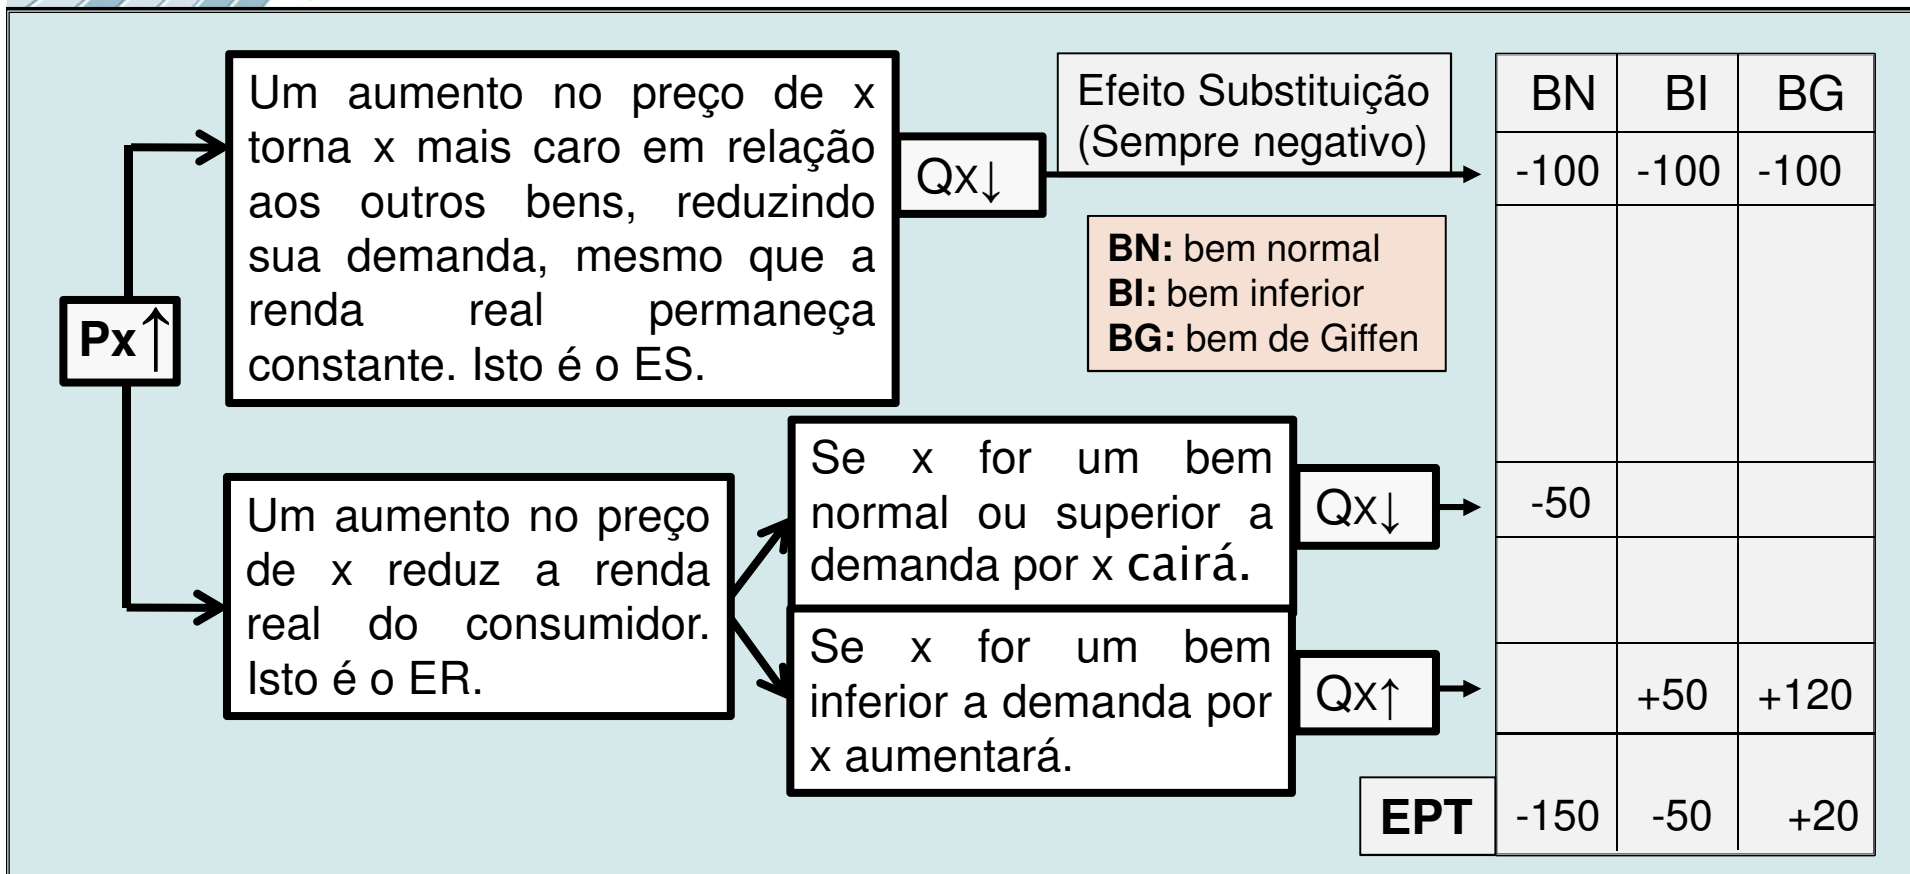 Um aumento no preço de x
torna x mais caro em relação
aos outros bens, reduzindo
sua demanda, mesmo que a
renda real permaneça
constante. Isto é o ES.
Qx↓
Efeito Substituição
(Sempre negativo)
BN BI BG
-100 -100 -100
BN: bem normal
BI: bem inferior
BG: bem de Giffen
Px↑
Um aumento no preço
de x reduz a renda
real do consumidor.
Isto é o ER.
Se x for um bem
normal ou superior a
demanda por x cairá.
Qx↓
-50
Se x for um bem
inferior a demanda por
x aumentará.
Qx↑
+50 +120
EPT -150 -50 +20